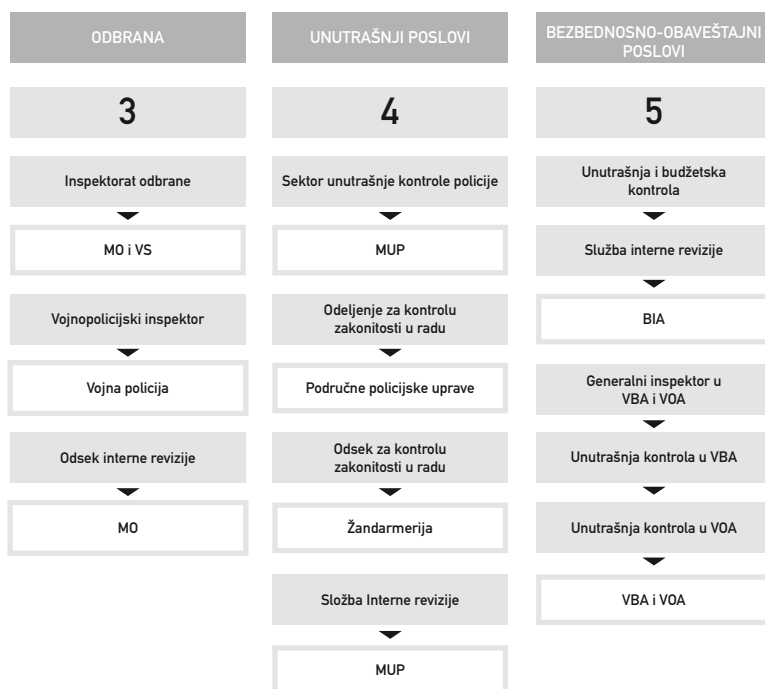 ODBRANA
3
Inspektorat odbrane
MO i VS
Vojnopolicijski inspektor
Vojna policija
Odsek interne revizije
MO
UNUTRAŠNJI POSLOVI
4
Sektor unutrašnje kontrole policije
MUP
Odeljenje za kontrolu
zakonitosti u radu
Područne policijske uprave
Odsek za kontrolu
zakonitosti u radu
Žandarmerija
Složba Interne revizije
MUP
BEZBEDNOSNO-OBAVEŠTAJNI
POSLOVI
5
Unutrašnja i budžetska
kontrola
Služba interne revizije
BIA
Generalni inspektor u
VBA i VOA
Unutrašnja kontrola u VBA
Unutrašnja kontrola u VOA
VBA i VOA